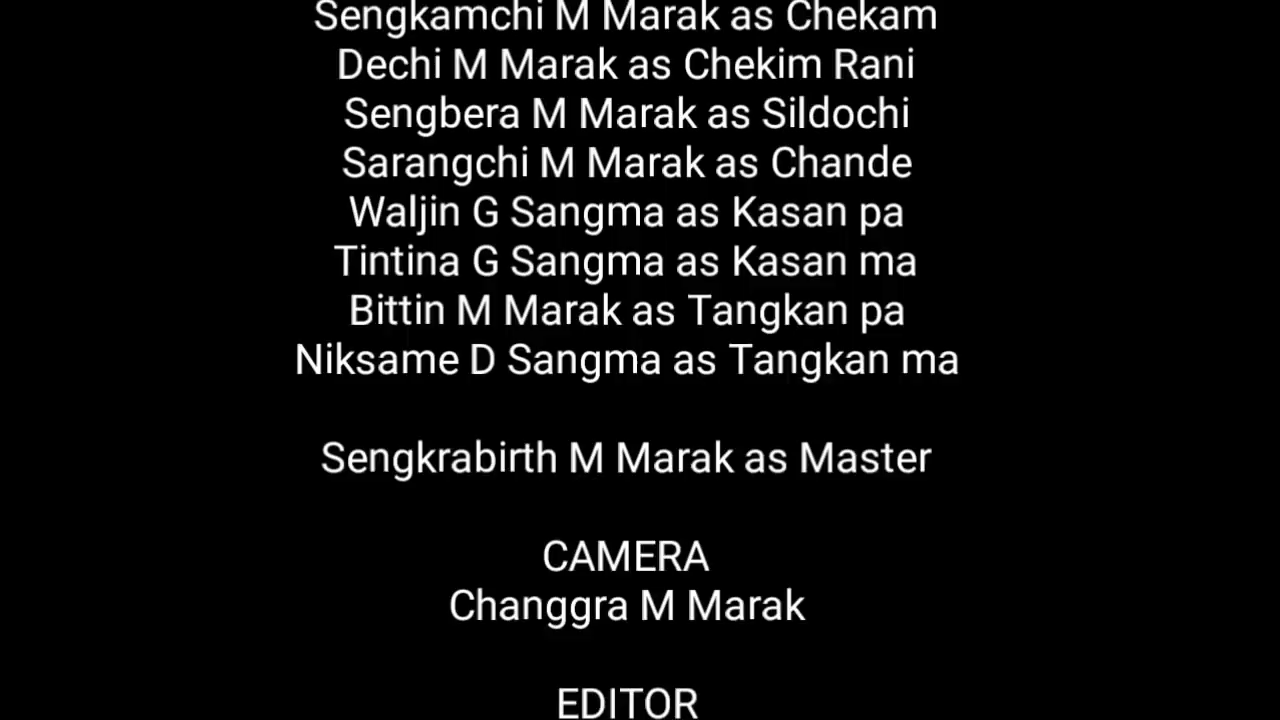 Sengkamchi M Marak as Chekam
Dechi M Marak as Chekim Rani
Sengbera M Marak as Sildochi
Sarangchi M Marak as Chande
Waljin G Sangma as Kasan pa
Tintina G Sangma as Kasan ma
Bittin M Marak as Tangkan pa
Niksame D Sangma as Tangkan ma
Sengkrabirth M Marak as Master
CAMERA
Changgra M Marak
EDITOR